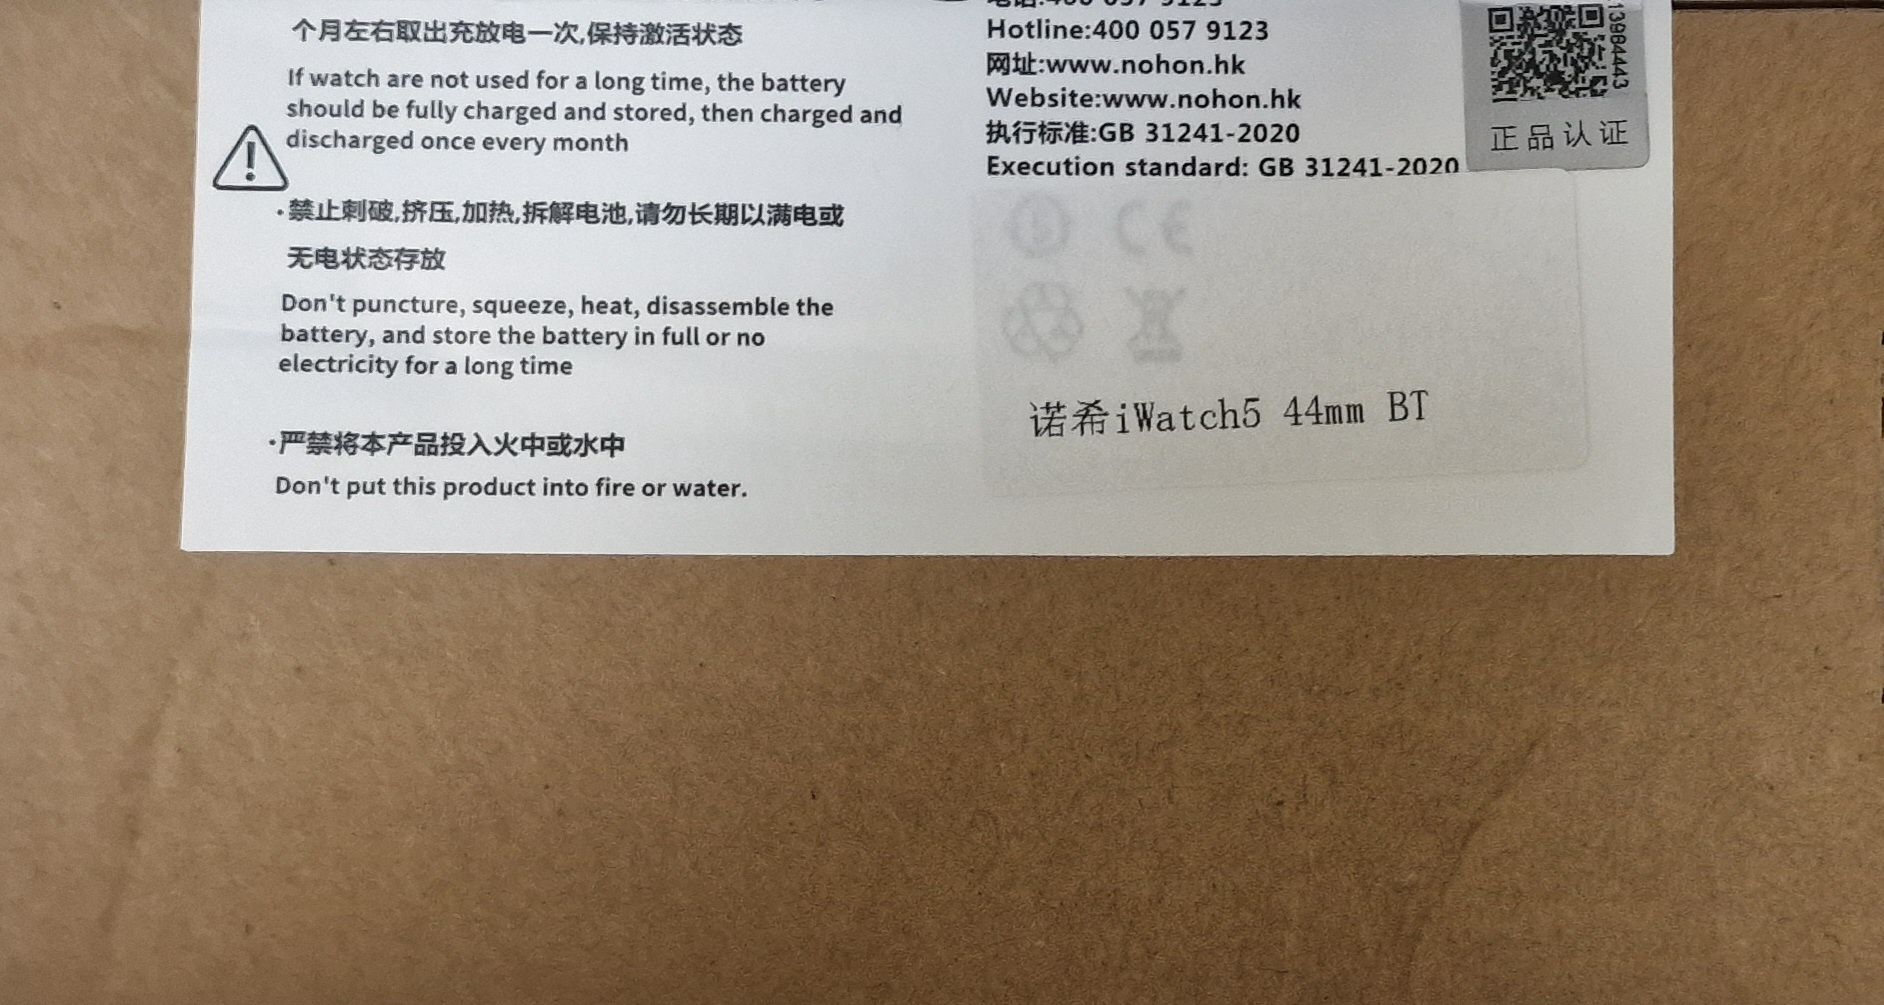 个月左右取出充放电一次,保持激活状态
If watch are not used for a long time, the battery
should be fully charged and stored, then charged and
discharged once every month
·禁止刺破,挤压,加热,拆解电池,请勿长期以满电或
无电状态存放
Don't puncture, squeeze, heat, disassemble the
battery, and store the battery in full or no
electricity for a long time
·严禁将本产品投入火中或水中
Don't put this product into fire or water.
Hotline:400 057 9123
网址:www.nohon.hk
Website:www.nohon.hk
执行标准:GB 31241-2020
Execution standard: GB 31241-2020
13984443
正品认证
CE
诺希iWatch5 44mm BT